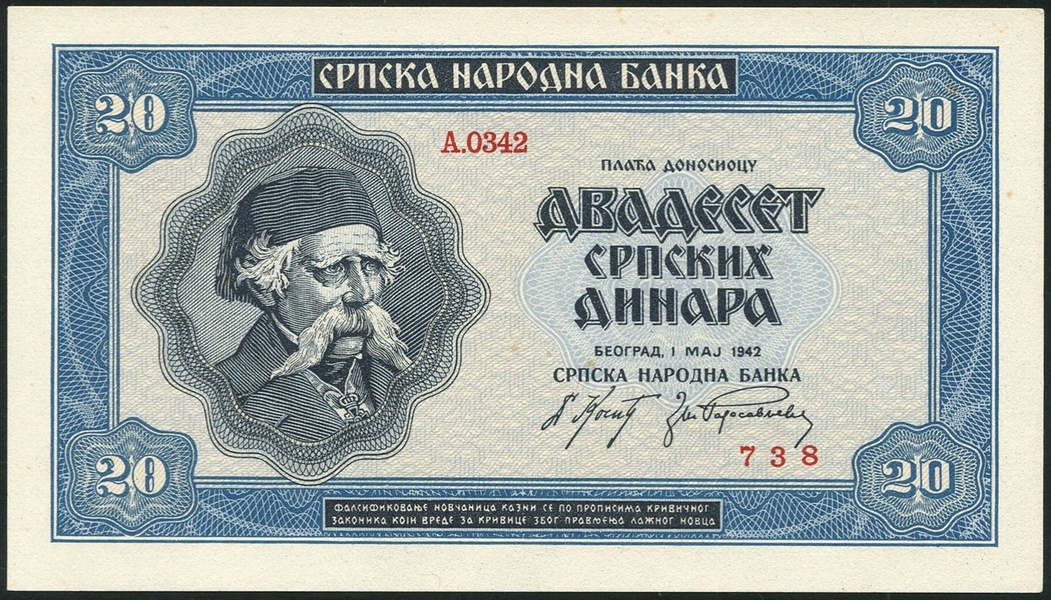 СРПСКА НАРОДНА БАНКА
20 20
А.0342
ПЛАЋА ДОНОСИОЦУ
ДВАДЕСЕТ
СРПСКИХ
ДИНАРА
БЕОГРАД, 1 МАЈ 1942
СРПСКА НАРОДНА БАНКА
738
20 20
ФАЛСИФИКОВАЊЕ НОВЧАНИЦА КАЗНИ СЕ ПО ПРОПИСИМА КРИВИЧНОГ
ЗАКОНИКА КОЈИ ВРЕДЕ ЗА КРИВИЦЕ ЗБОГ ПРАВЉЕЊА ЛАЖНОГ НОВЦА